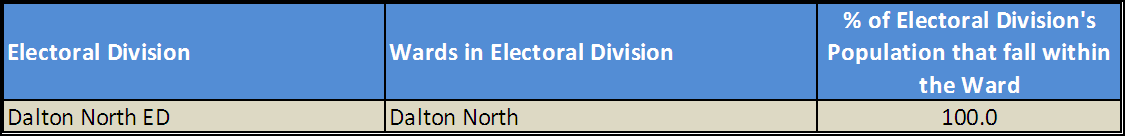 Electoral Division Wards in Electoral Division % of Electoral Division's
Population that fall within
the Ward
Dalton North ED Dalton North 100.0